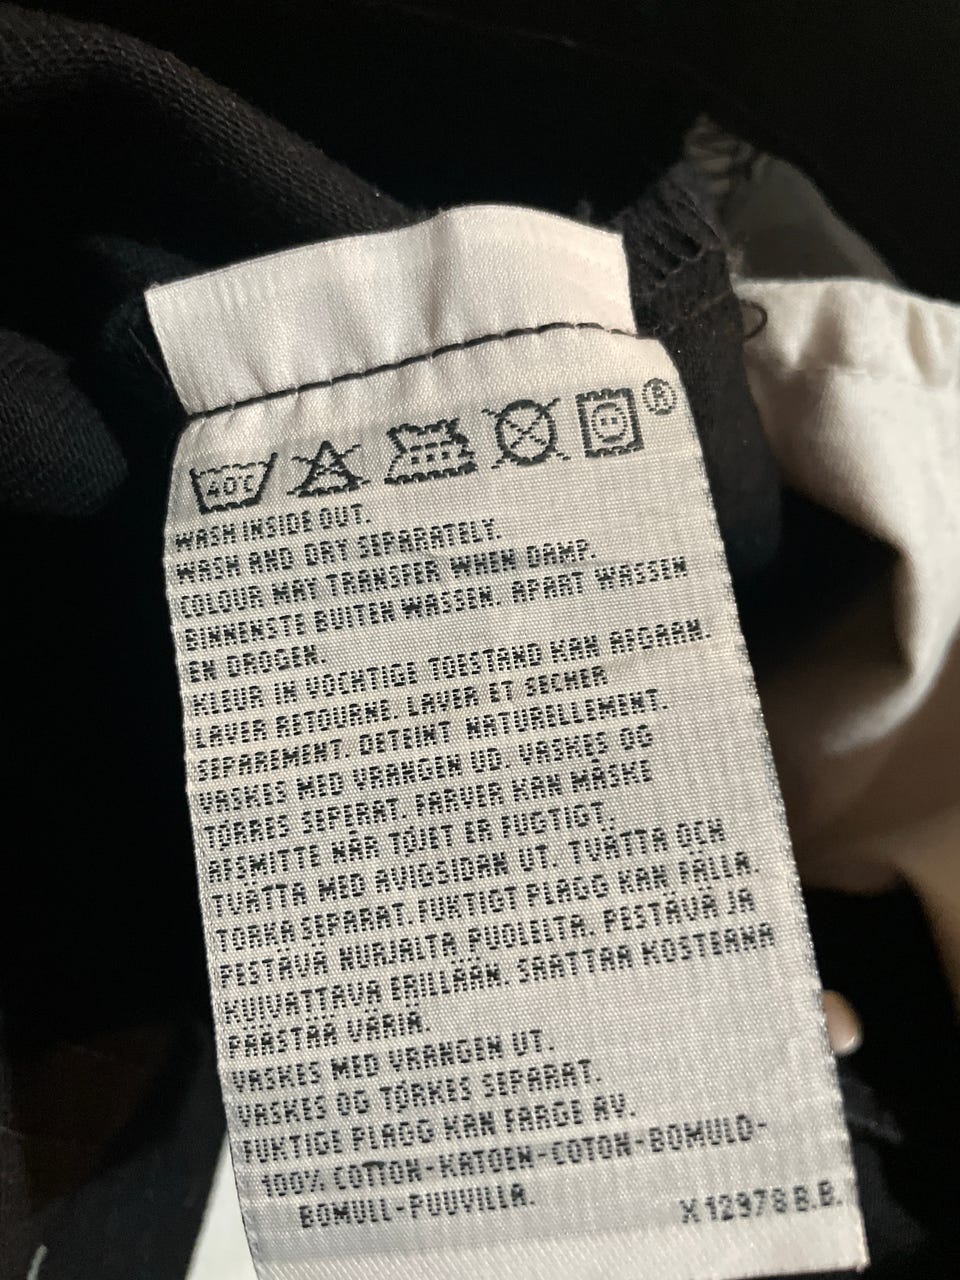 40°C
®
WASH INSIDE OUT.
WASH AND DRY SEPARATELY.
COLOUR MAY TRANSFER WHEN DAMP.
BINNENSTE BUITEN WASSEN. APART WASSEN
EN DROGEN.
KLEUR IN VOCHTIGE TOESTAND KAN AFGAAN.
LAVER RETOURNE. LAVER ET SECHER
SEPAREMENT. DETEINT NATURELLEMENT.
VASKES MED VRANGEN UD. VASKES OG
TØRRES SEPERAT. FARVER KAN MÅSKE
AFSMITTE NÅR TØJET ER FUGTIGT.
TVÄTTA MED AVIGSIDAN UT. TVÄTTA OCH
TORKA SEPARAT. FUKTIGT PLAGG KAN FÄLLA.
PESTÄVÄ NURJALTA PUOLELTA. PESTÄVÄ JA
KUIVATTAVA ERILLÄÄN. SAATTAA KOSTEANA
PÄÄSTÄÄ VÄRIÄ.
VASKES MED VRANGEN UT.
VASKES OG TØRKES SEPARAT.
FUKTIGE PLAGG KAN FARGE AV.
100% COTTON-KATOEN-COTON-BOMULD-
BOMULL-PUUVILLA.
X12978 B.B.